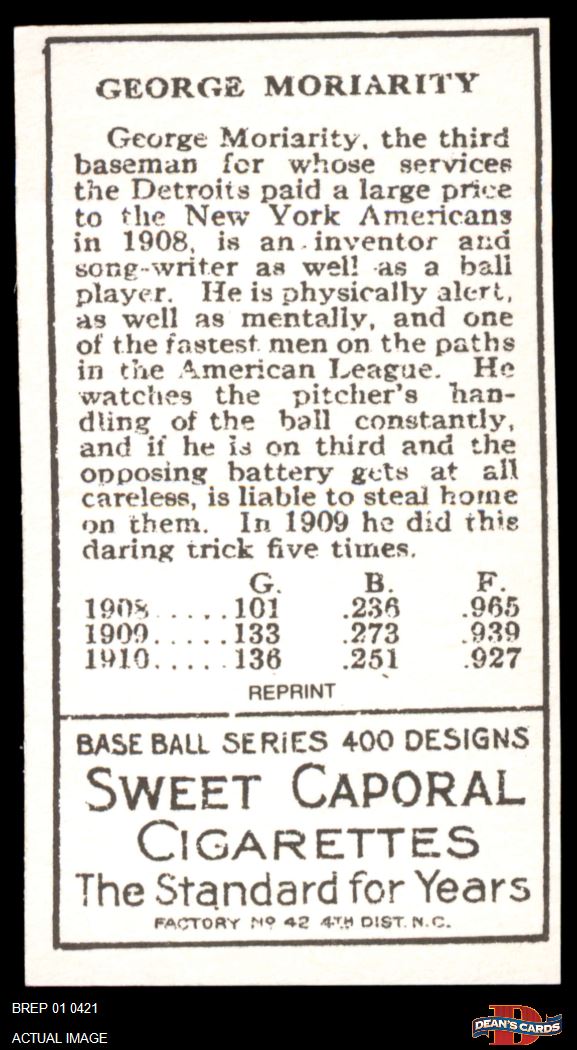 GEORGE MORIARITY
George Moriarity, the third
baseman for whose services
the Detroits paid a large price
to the New York Americans
in 1908, is an inventor and
song-writer as well as a ball
player. He is physically alert,
as well as mentally, and one
of the fastest men on the paths
in the American League. He
watches the pitcher's han-
dling of the ball constantly,
and if he is on third and the
opposing battery gets at all
careless, is liable to steal home
on them. In 1909 he did this
daring trick five times.
G. B. F.
1908.....101 .236 .965
1909.....133 .273 .939
1910.....136 .251 .927
REPRINT
BASE BALL SERIES 400 DESIGNS
SWEET CAPORAL
CIGARETTES
The Standard for Years
FACTORY Nº 42 4TH DIST. N.C.
BREP 01 0421
ACTUAL IMAGE
DEAN'S CARDS